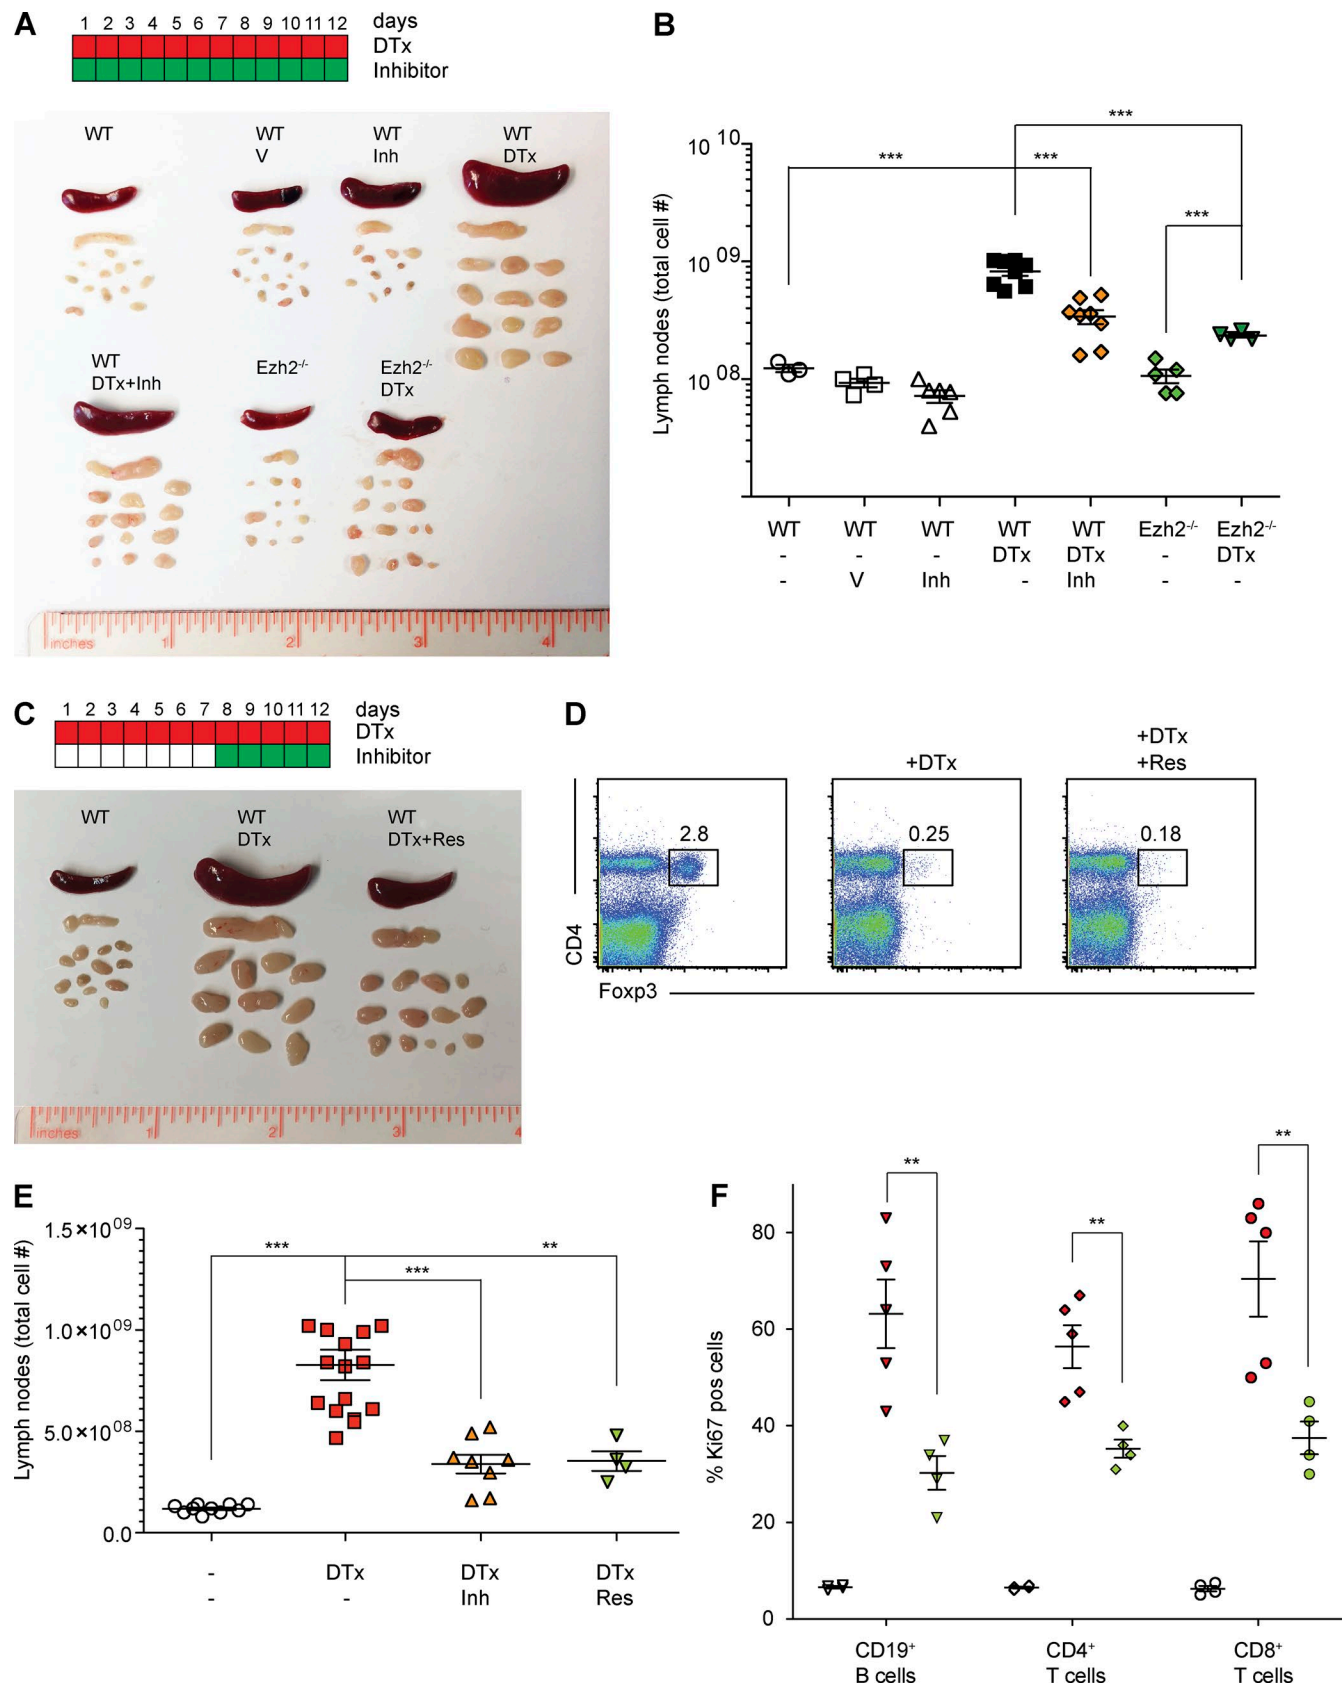 A
1 2 3 4 5 6 7 8 9 10 11 12 days
DTx
Inhibitor
WT
WT
V
WT
Inh
WT
DTx
WT
DTx+Inh
Ezh2-/-
Ezh2-/-
DTx
inches 1 2 3 4
B
***
*** ***
***
Lymph nodes (total cell #)
10 10
10 09
10 08
WT WT WT WT WT Ezh2-/- Ezh2-/-
- - - DTx DTx - DTx
- V Inh - Inh - -
C
1 2 3 4 5 6 7 8 9 10 11 12 days
DTx
Inhibitor
WT
WT
DTx
WT
DTx+Res
inches 1 2 3 4
D
+DTx
+DTx
+Res
2.8 0.25 0.18
CD4
Foxp3
E
Lymph nodes (total cell #)
1.5×10 09
1.0×10 09
5.0×10 08
0.0
*** **
***
- DTx DTx DTx
- - Inh Res
F
% Ki67 pos cells
80
60
40
20
0
**
**
**
CD19+ CD4+ CD8+
B cells T cells T cells